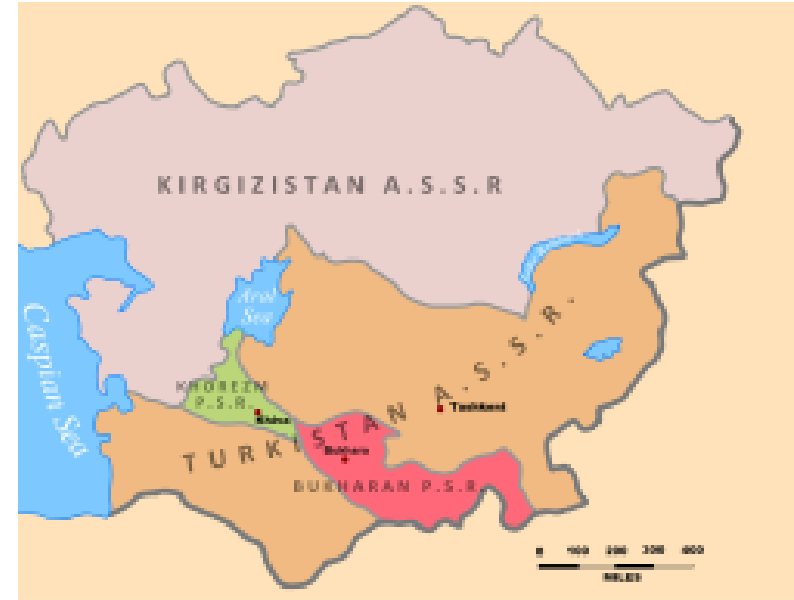 KIRGIZISTAN A.S.S.R
Aral
Sea
Caspian Sea
KHOREZM
P.S.R.
Khiva
TURKISTAN A.S.S.R.
Tashkent
Bukhara
BUKHARAN P.S.R.
0 100 200 300 400
MILES